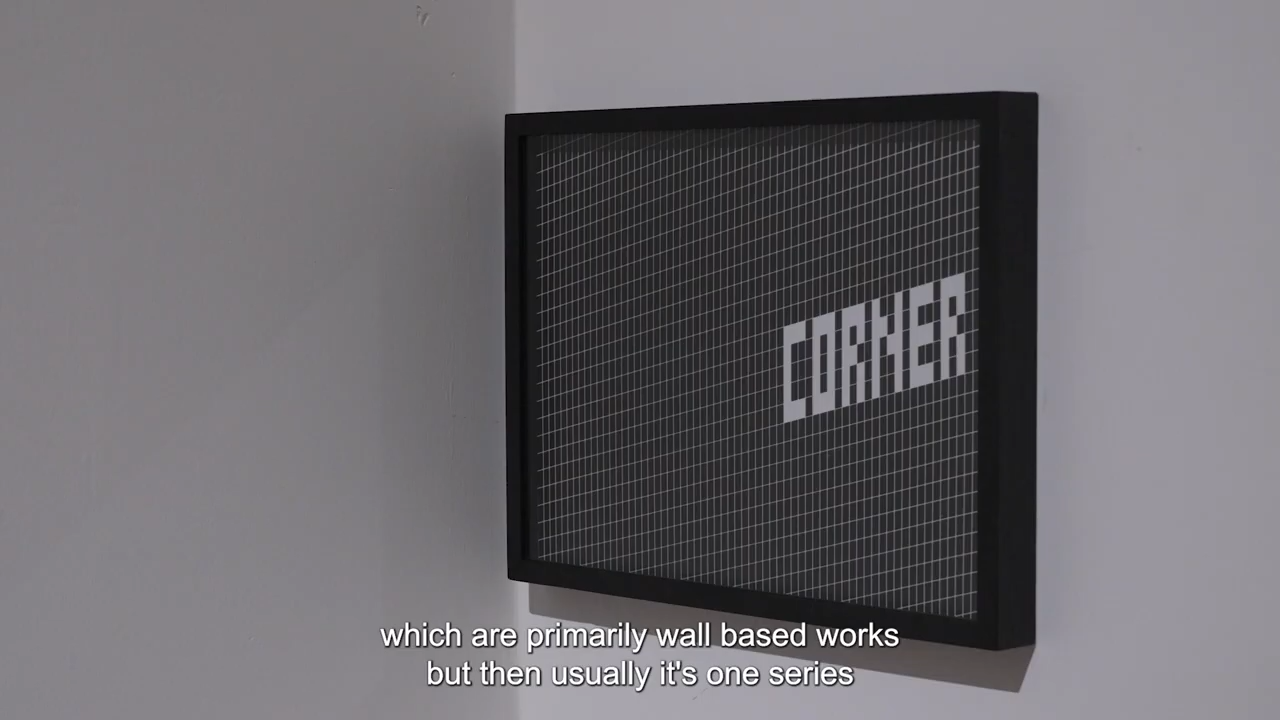 CORNER
which are primarily wall based works
but then usually it's one series